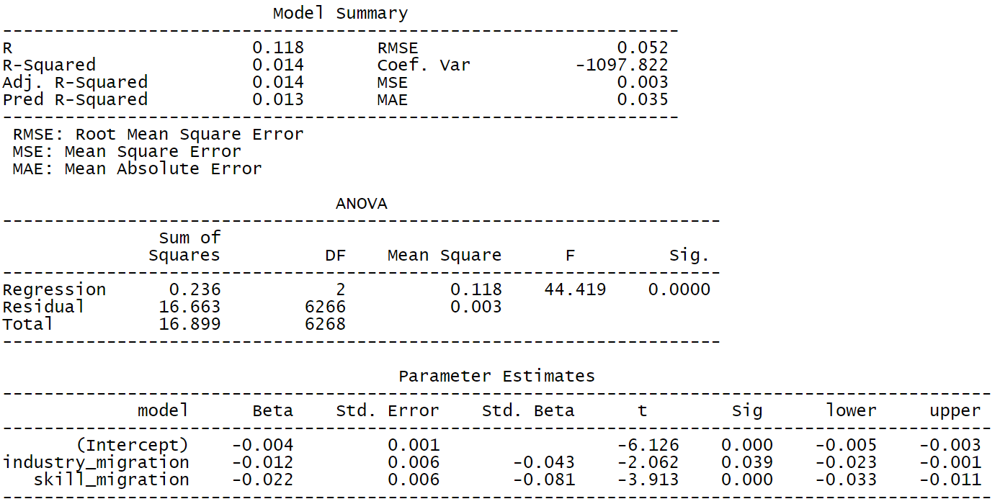 Model Summary
-----------------------------------------------------------------
R                       0.118       RMSE                   0.052
R-Squared               0.014       Coef. Var          -1097.822
Adj. R-Squared          0.014       MSE                    0.003
Pred R-Squared          0.013       MAE                    0.035
-----------------------------------------------------------------
RMSE: Root Mean Square Error
MSE: Mean Square Error
MAE: Mean Absolute Error
ANOVA
---------------------------------------------------------------------
Sum of
Squares          DF    Mean Square      F         Sig.
---------------------------------------------------------------------
Regression      0.236           2          0.118    44.419    0.0000
Residual       16.663        6266          0.003
Total          16.899        6268
---------------------------------------------------------------------
Parameter Estimates
-----------------------------------------------------------------------------------------------
model      Beta    Std. Error    Std. Beta      t        Sig      lower     upper
-----------------------------------------------------------------------------------------------
(Intercept)    -0.004         0.001                 -6.126    0.000    -0.005    -0.003
industry_migration    -0.012         0.006       -0.043    -2.062    0.039    -0.023    -0.001
skill_migration    -0.022         0.006       -0.081    -3.913    0.000    -0.033    -0.011
-----------------------------------------------------------------------------------------------